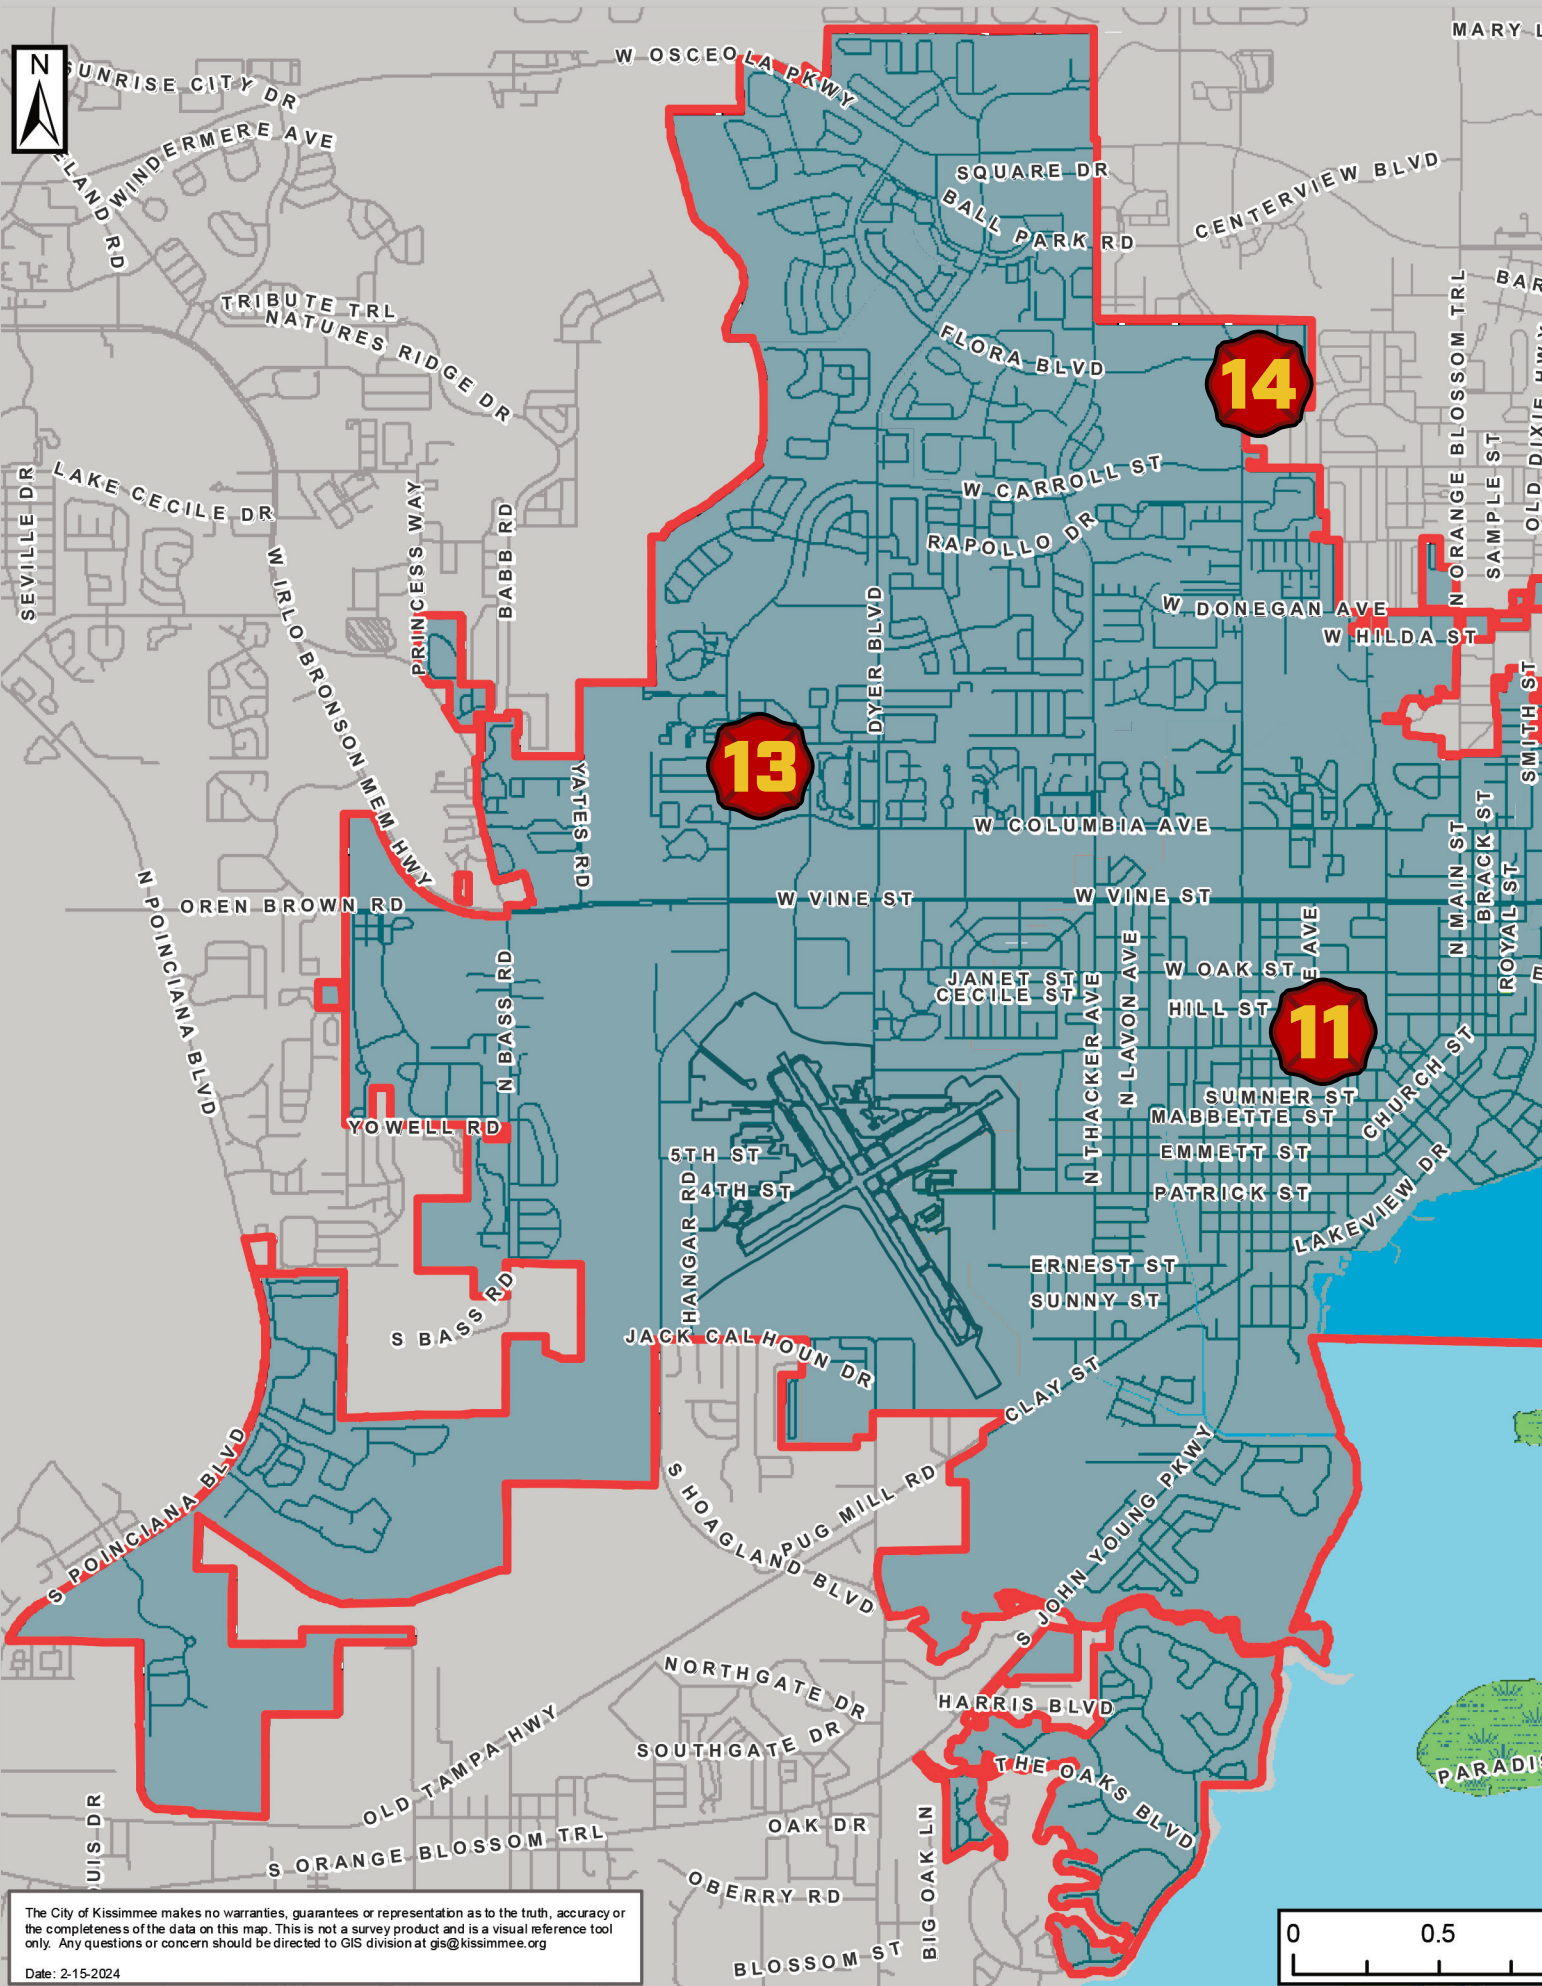 MARY L
W OSCEOLA PKWY
N
SUNRISE CITY DR
WINDERMERE AVE
ELAND RD
SQUARE DR
CENTERVIEW BLVD
BALL PARK RD
BAR
TRIBUTE TRL
NATURES RIDGE DR
FLORA BLVD
14
N ORANGE BLOSSOM TRL
OLD DIXIE HWY
SAMPLE ST
SEVILLE DR
LAKE CECILE DR
PRINCESS WAY
BABB RD
W CARROLL ST
RAPOLLO DR
W IRLO BRONSON MEM HWY
DYER BLVD
W DONEGAN AVE
W HILDA ST
SMITH ST
13
YATES RD
W COLUMBIA AVE
N MAIN ST
BRACK ST
ROYAL ST
N POINCIANA BLVD
OREN BROWN RD
W VINE ST
W VINE ST
E AVE
N BASS RD
JANET ST
CECILE ST
N THACKER AVE
N LAVON AVE
W OAK ST
E
HILL ST
11
CHURCH ST
SUMNER ST
MABBETTE ST
YOWELL RD
5TH ST
EMMETT ST
4TH ST
PATRICK ST
HANGAR RD
LAKEVIEW DR
ERNEST ST
SUNNY ST
S BASS RD
JACK CALHOUN DR
CLAY ST
S POINCIANA BLVD
S HOAGLAND BLVD
PUG MILL RD
S JOHN YOUNG PKWY
NORTHGATE DR
HARRIS BLVD
SOUTHGATE DR
OLD TAMPA HWY
THE OAKS BLVD
PARADIS
OUIS DR
S ORANGE BLOSSOM TRL
OAK DR
BIG OAK LN
OBERRY RD
BLOSSOM ST
The City of Kissimmee makes no warranties, guarantees or representation as to the truth, accuracy or
the completeness of the data on this map. This is not a survey product and is a visual reference tool
only. Any questions or concern should be directed to GIS division at gis@kissimmee.org
Date: 2-15-2024
0 0.5